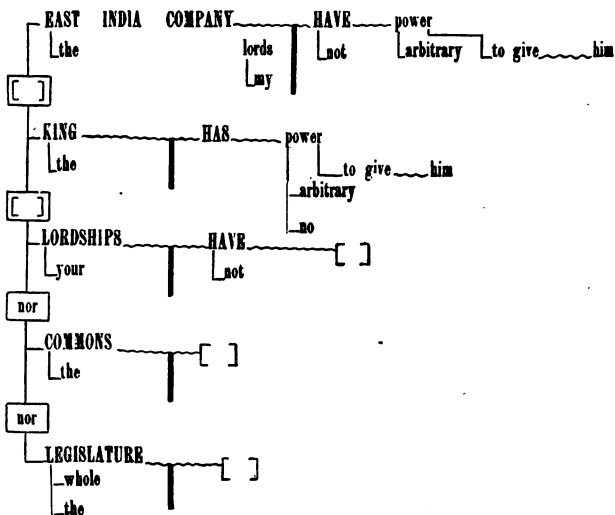 EAST INDIA COMPANY HAVE power
the lords not arbitrary to give him
my
[ ]
KING HAS power
the to give him
arbitrary
[ ]
no
LORDSHIPS HAVE [ ]
your not
nor
COMMONS [ ]
the
nor
LEGISLATURE [ ]
whole
the